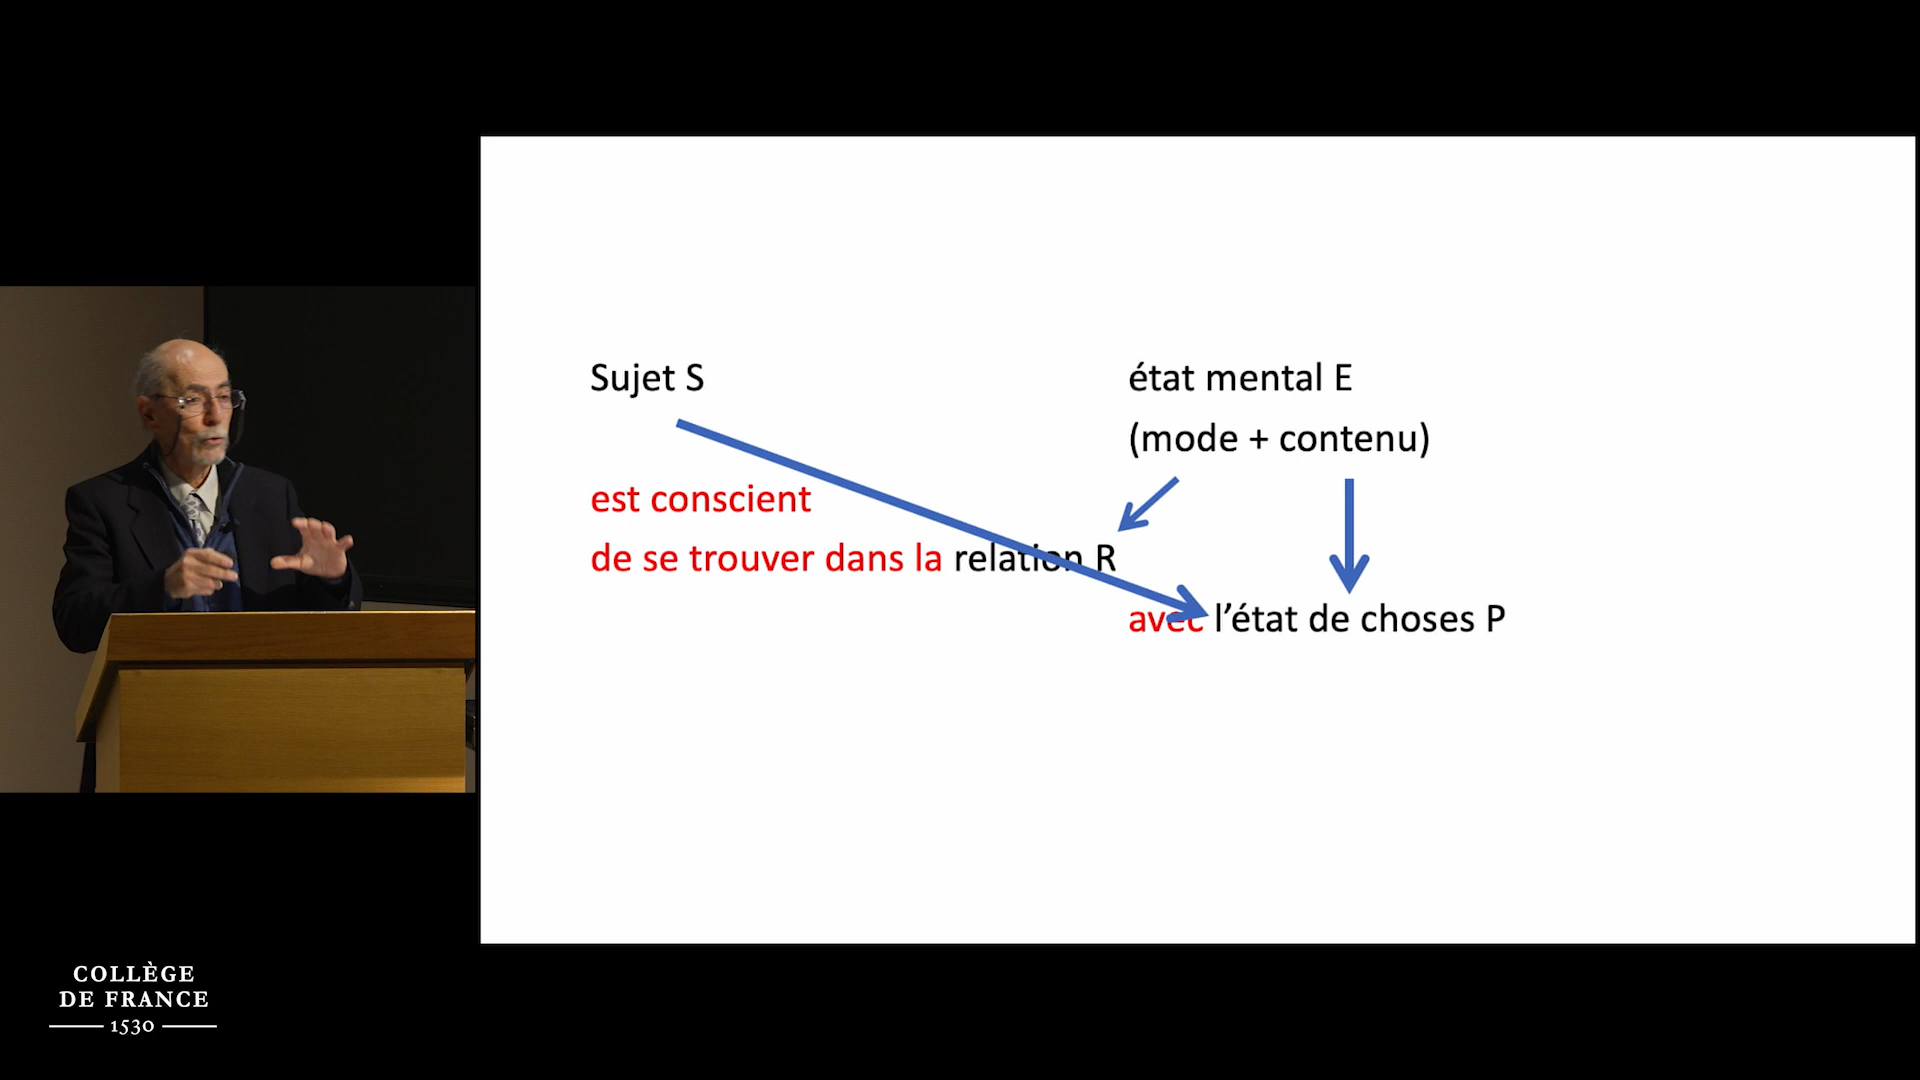 Sujet S
état mental E
(mode + contenu)
est conscient
de se trouver dans la relation R
avec l’état de choses P
COLLÈGE
DE FRANCE
1530